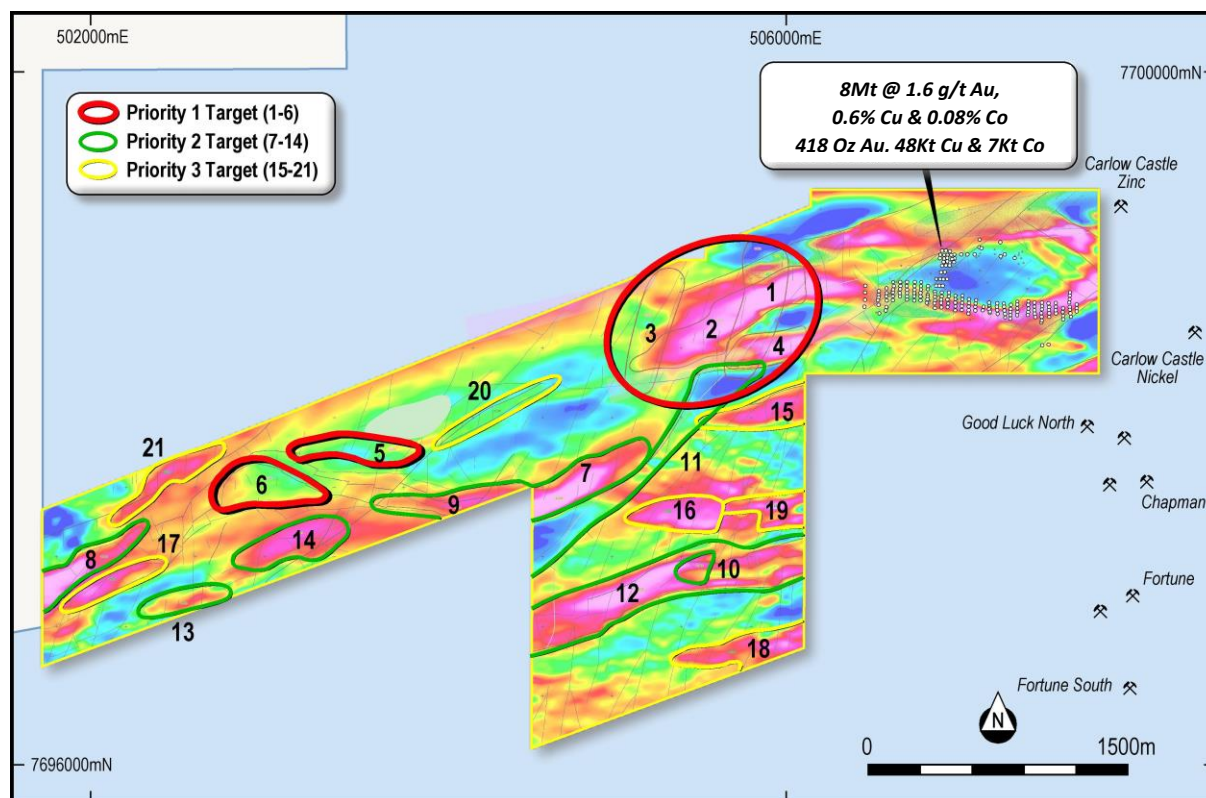 502000mE
506000mE
7700000mN
8Mt @ 1.6 g/t Au,
0.6% Cu & 0.08% Co
418 Oz Au. 48Kt Cu & 7Kt Co
Priority 1 Target (1-6)
Priority 2 Target (7-14)
Priority 3 Target (15-21)
Carlow Castle
Zinc
1
2
3
4
Carlow Castle
Nickel
20
15
Good Luck North
21
5
11
7
6
Chapman
9
16
19
14
17
8
10
12
Fortune
13
18
Fortune South
N
7696000mN
0
1500m